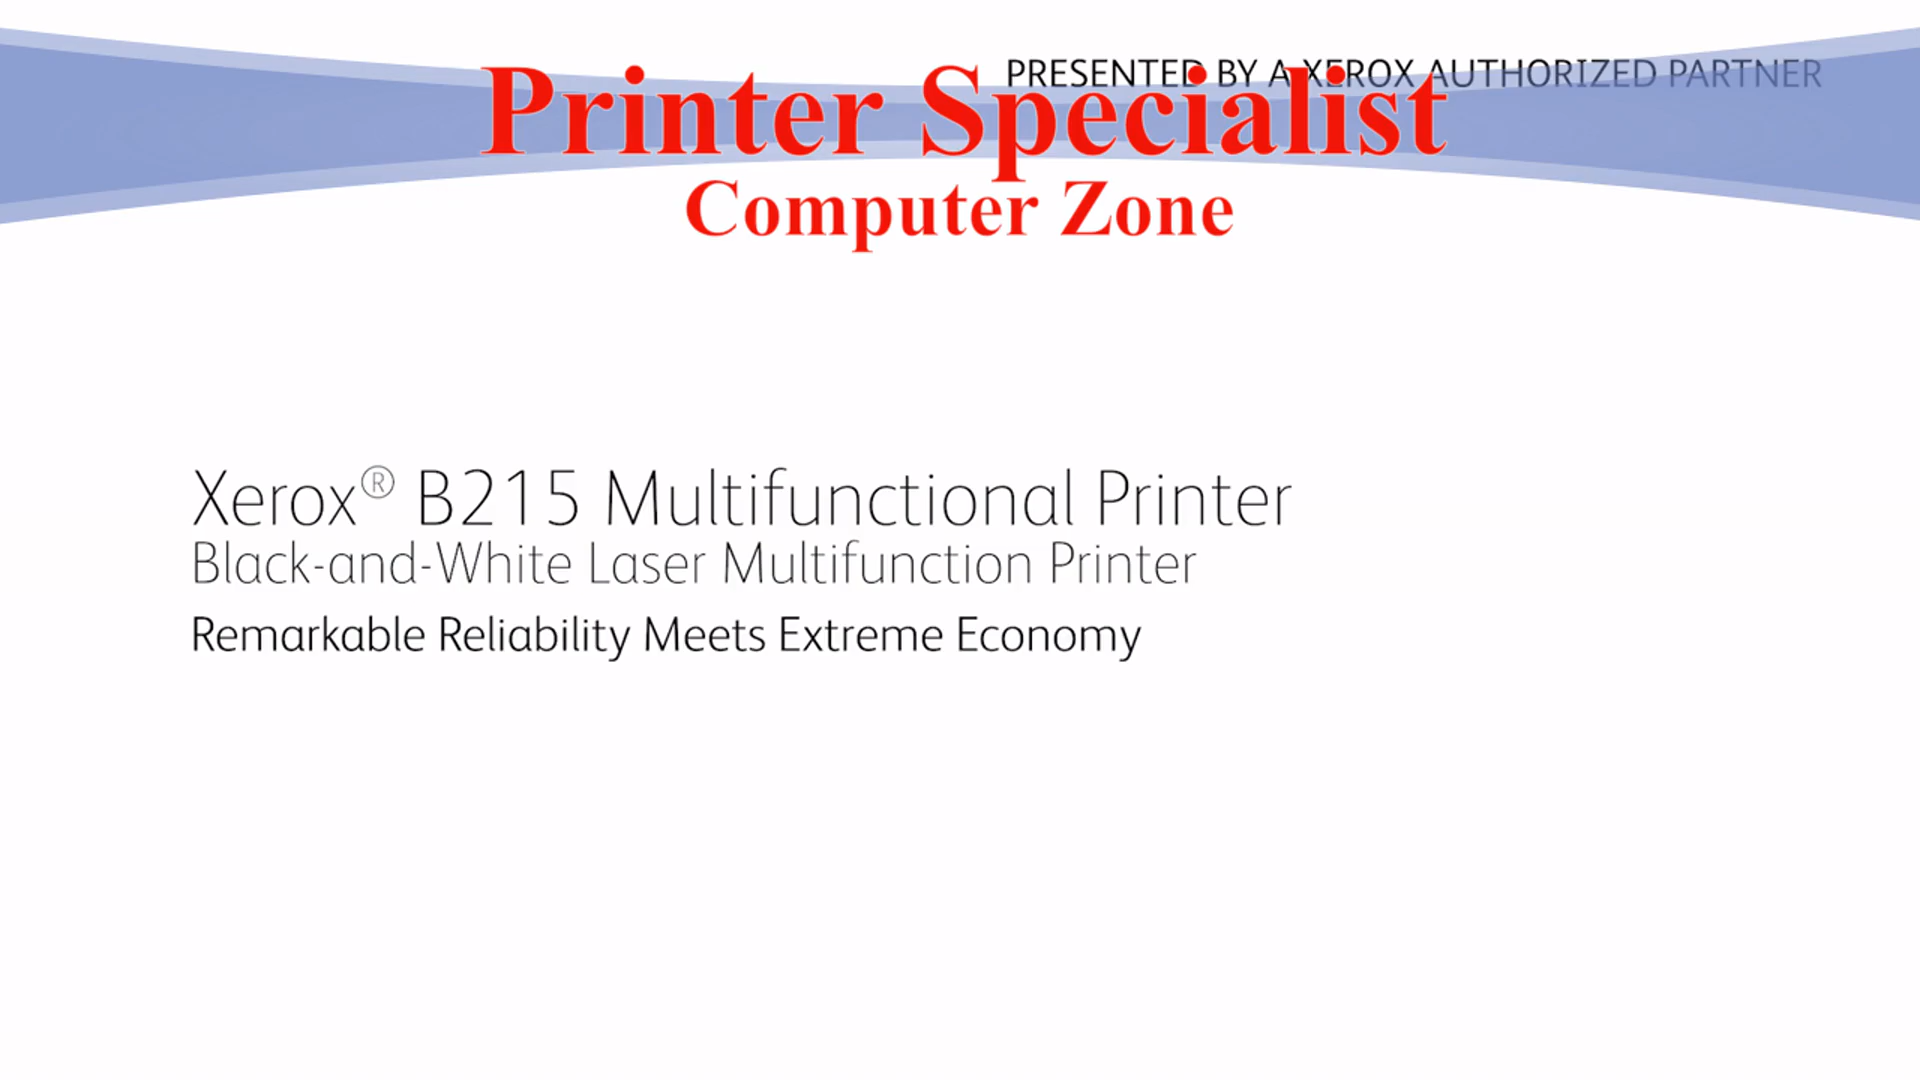 PRESENTED BY A XEROX AUTHORIZED PARTNER
Printer Specialist
Computer Zone
Xerox® B215 Multifunctional Printer
Black-and-White Laser Multifunction Printer
Remarkable Reliability Meets Extreme Economy